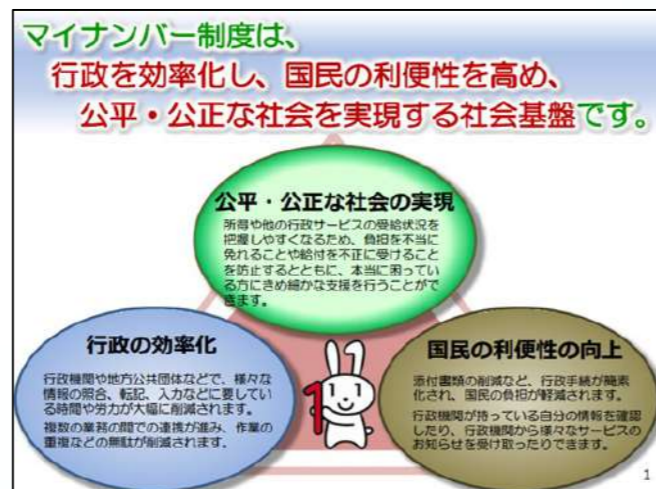 マイナンバー制度は、
行政を効率化し、国民の利便性を高め、
公平・公正な社会を実現する社会基盤です。
公平・公正な社会の実現
所得や他の行政サービスの受給状況を
把握しやすくなるため、負担を不当に
免れることや給付を不正に受けること
を防止するとともに、本当に困ってい
る方にきめ細かな支援を行うことがで
きます。
行政の効率化
行政機関や地方公共団体などで、様々な
情報の照合、転記、入力などに要してい
る時間や労力が大幅に削減されます。
複数の業務の間での連携が進み、作業の
重複などの無駄が削減されます。
国民の利便性の向上
添付書類の削減など、行政手続が簡素
化され、国民の負担が軽減されます。
行政機関が持っている自分の情報を確認
したり、行政機関から様々なサービスの
お知らせを受け取ったりできます。
1
1